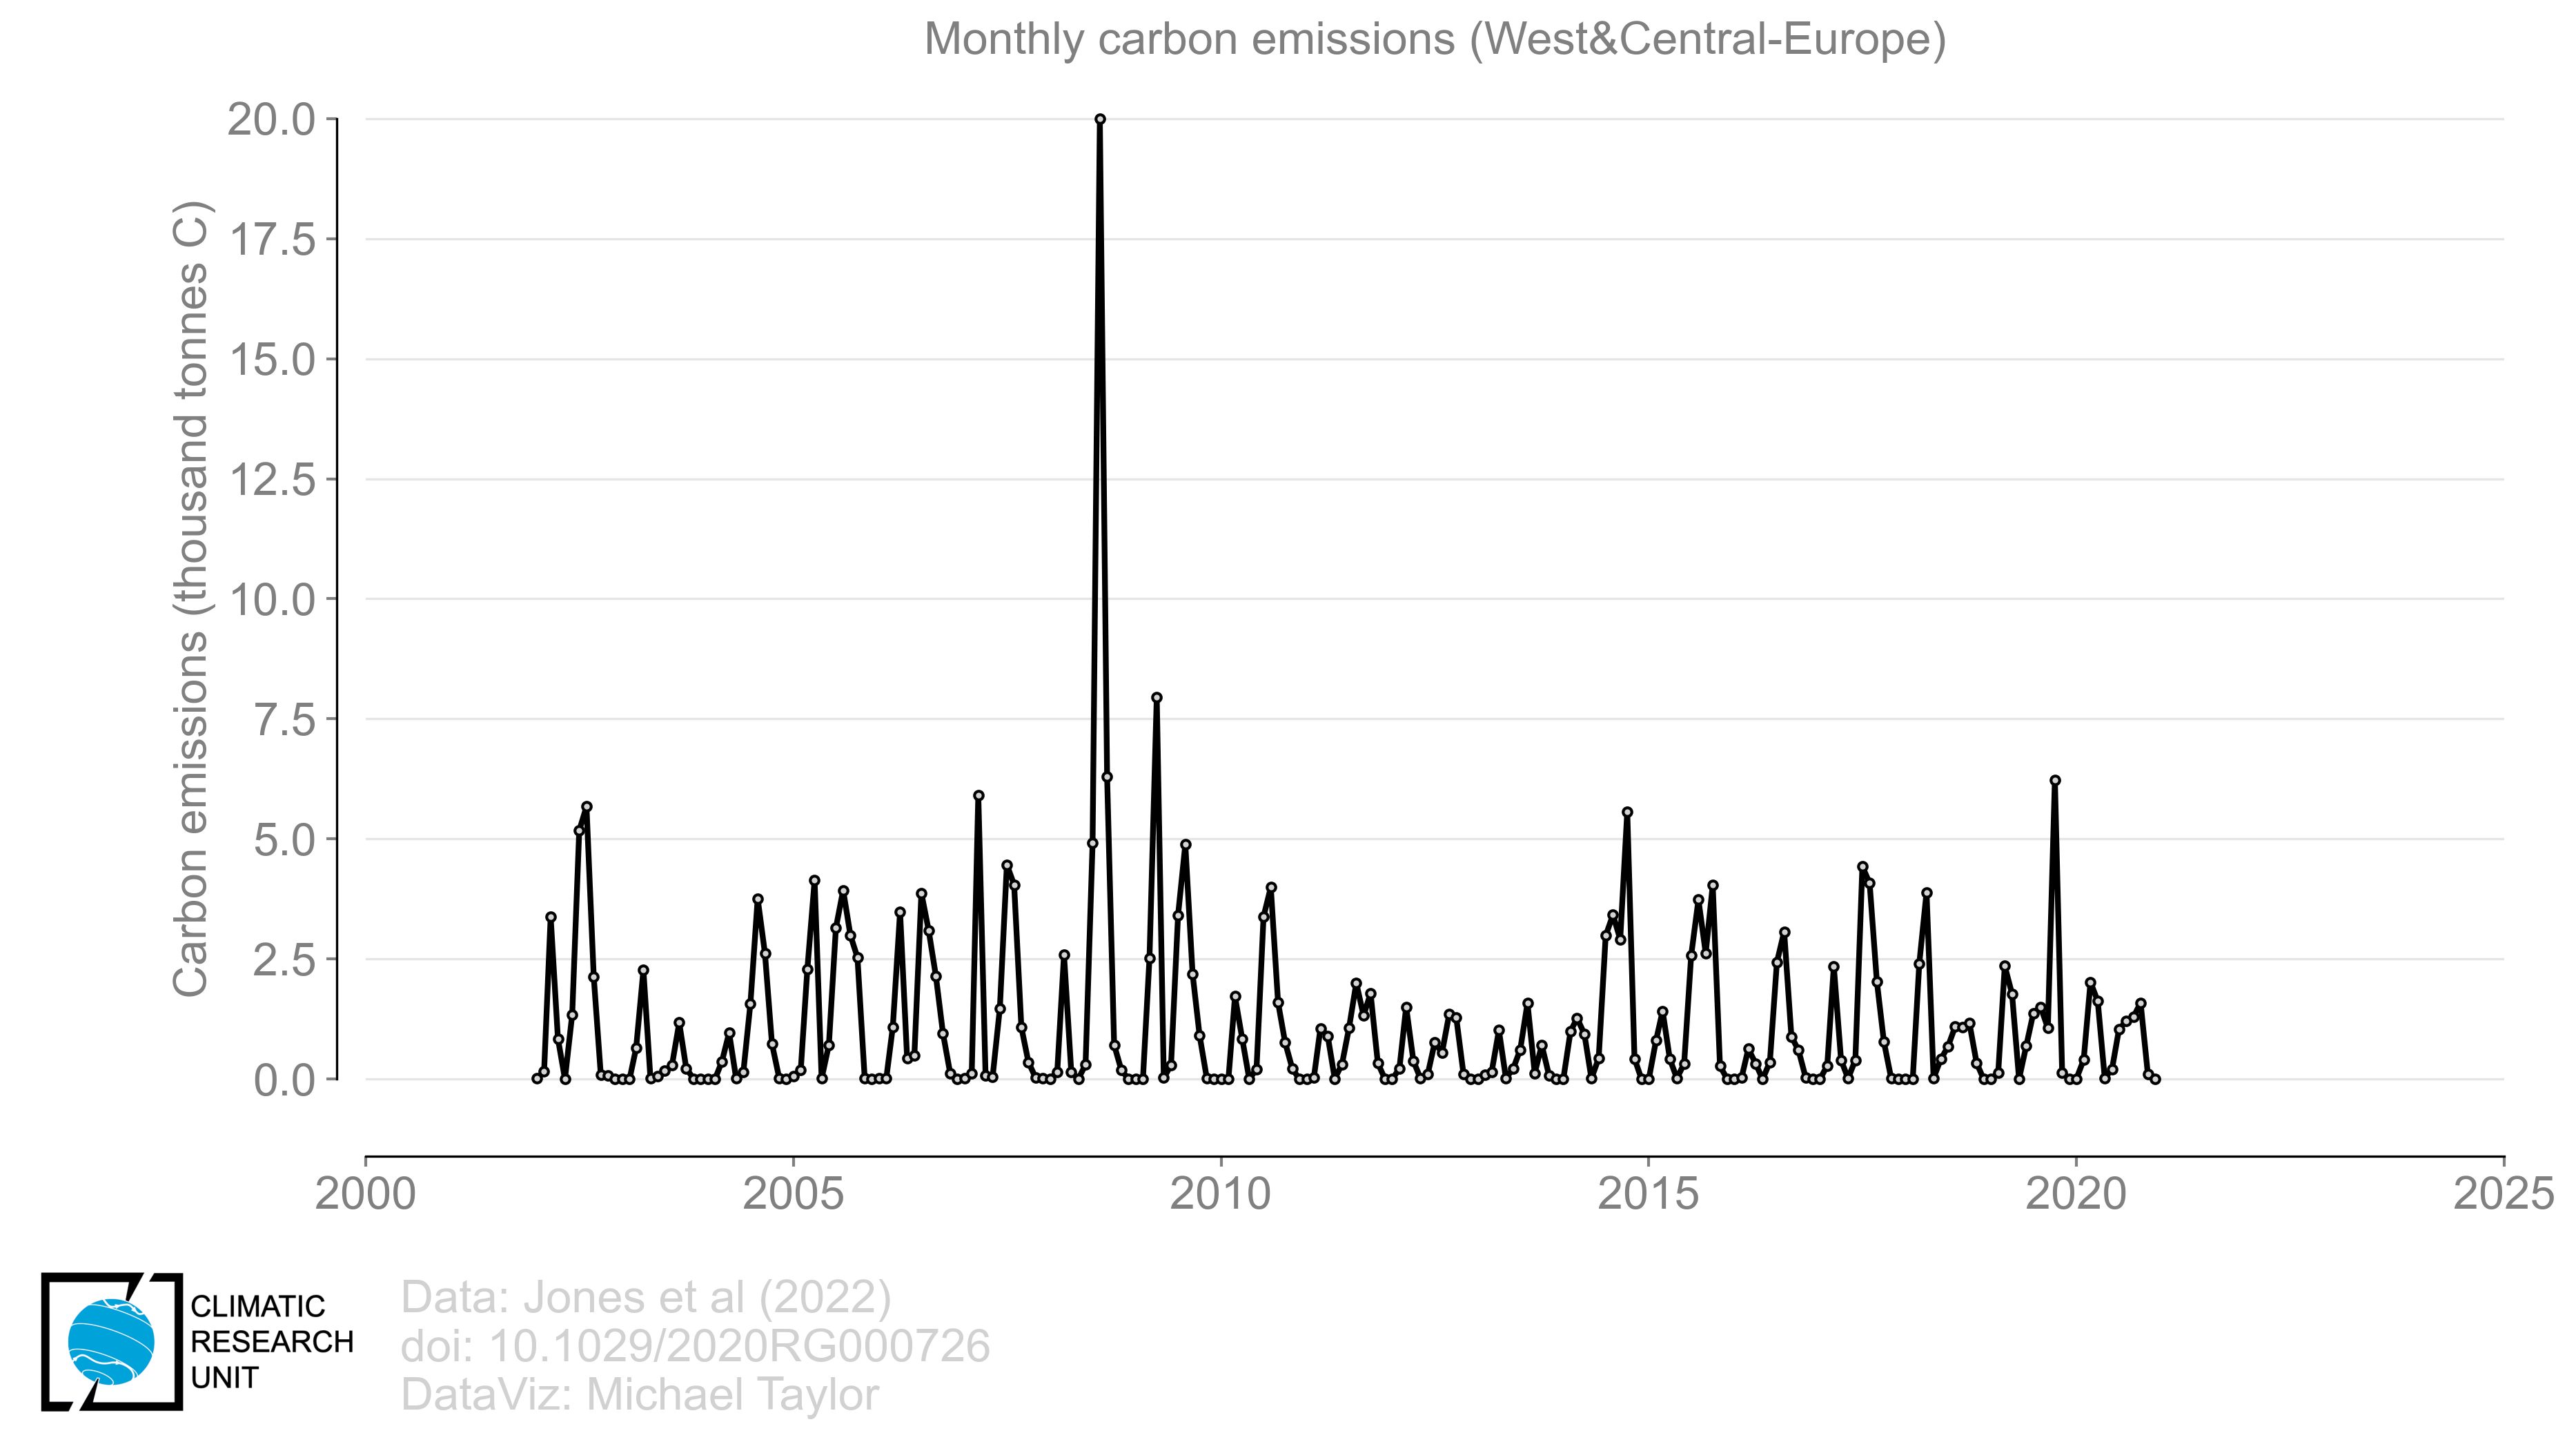 Monthly carbon emissions (West&Central-Europe)
Carbon emissions (thousand tonnes C)
20.0
17.5
15.0
12.5
10.0
7.5
5.0
2.5
0.0
2000
2005
2010
2015
2020
2025
CLIMATIC
RESEARCH
UNIT
Data: Jones et al (2022)
doi: 10.1029/2020RG000726
DataViz: Michael Taylor